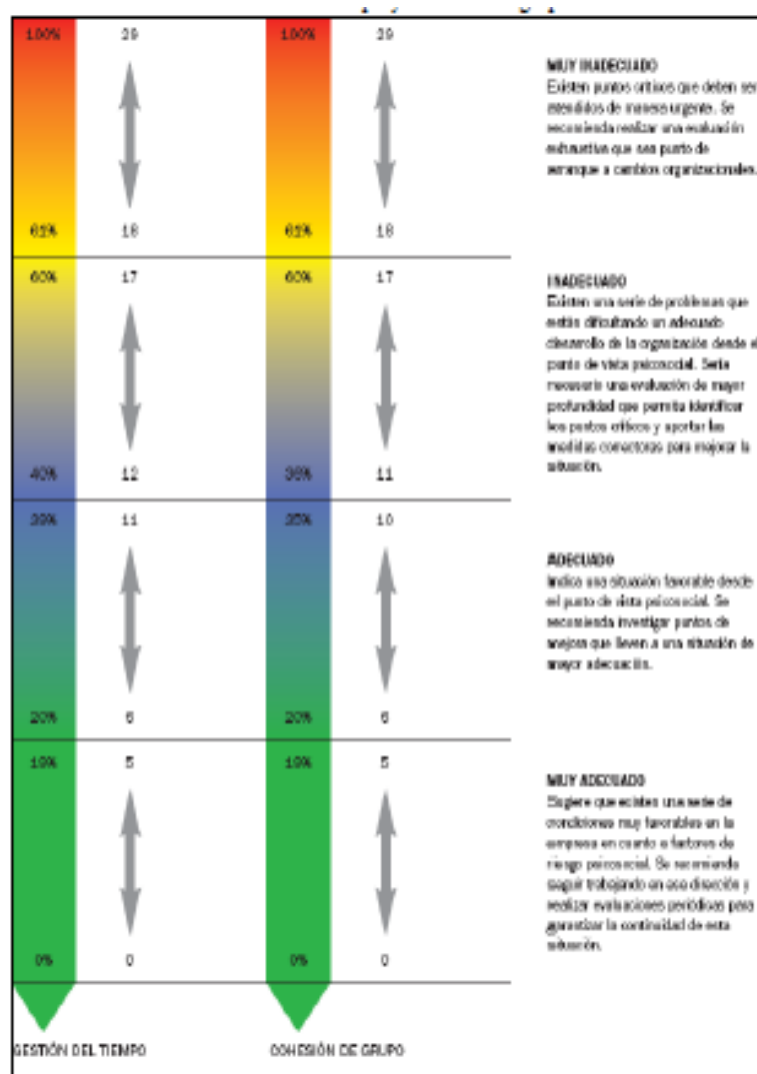 100% 29 100% 29
MUY INADECUADO
Existen puntos críticos que deben ser
atendidos de manera urgente. Se
recomienda realizar una evaluación
exhaustiva que sea punto de
arranque a cambios organizacionales.
61% 18 61% 18
60% 17 60% 17
INADECUADO
Existen una serie de problemas que
están dificultando un adecuado
desarrollo de la organización desde el
punto de vista psicosocial. Sería
necesario una evaluación de mayor
profundidad que permita identificar
los puntos críticos y aportar las
medidas correctoras para mejorar la
situación.
40% 12 36% 11
39% 11 35% 10
ADECUADO
Indica una situación favorable desde
el punto de vista psicosocial. Se
recomienda investigar puntos de
mejora que lleven a una situación de
mayor adecuación.
20% 6 20% 6
19% 5 19% 5
MUY ADECUADO
Sugiere que existen una serie de
condiciones muy favorables en la
empresa en cuanto a factores de
riesgo psicosocial. Se recomienda
seguir trabajando en esa dirección y
realizar evaluaciones periódicas para
garantizar la continuidad de esta
situación.
0% 0 0% 0
GESTIÓN DEL TIEMPO COHESIÓN DE GRUPO